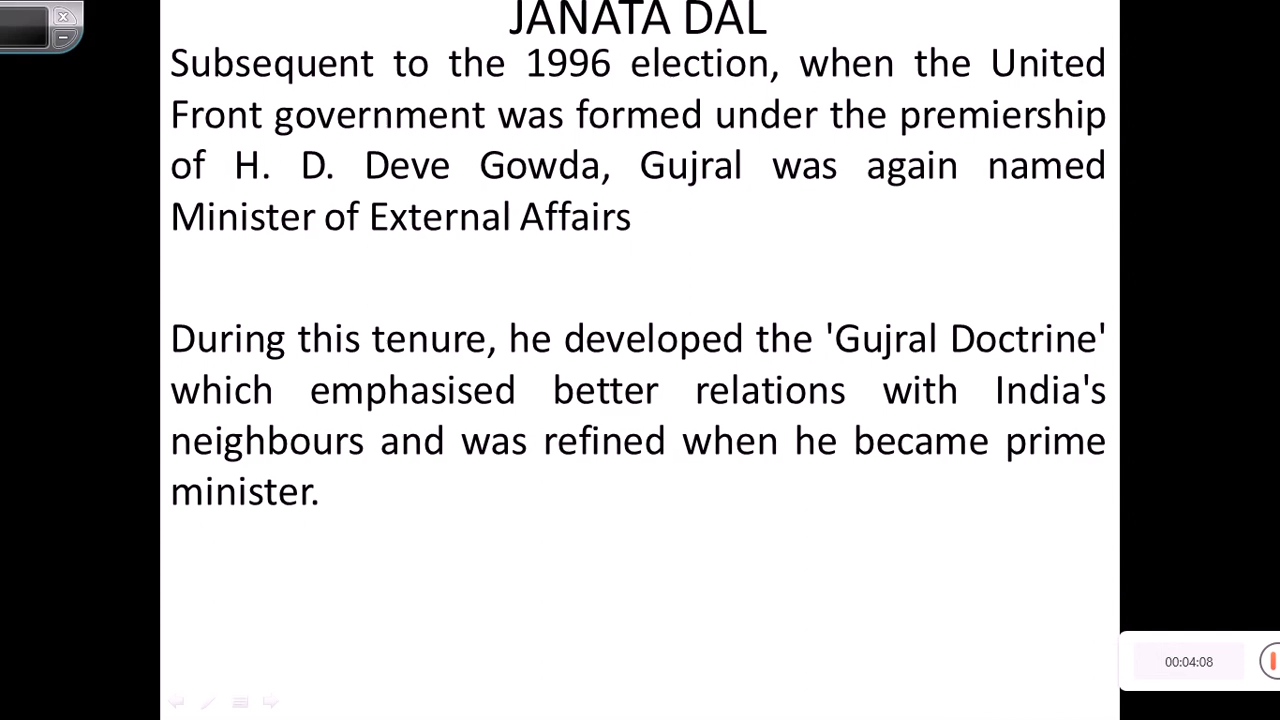 JANATA DAL
Subsequent to the 1996 election, when the United
Front government was formed under the premiership
of H. D. Deve Gowda, Gujral was again named
Minister of External Affairs
During this tenure, he developed the 'Gujral Doctrine'
which emphasised better relations with India's
neighbours and was refined when he became prime
minister.
00:04:08